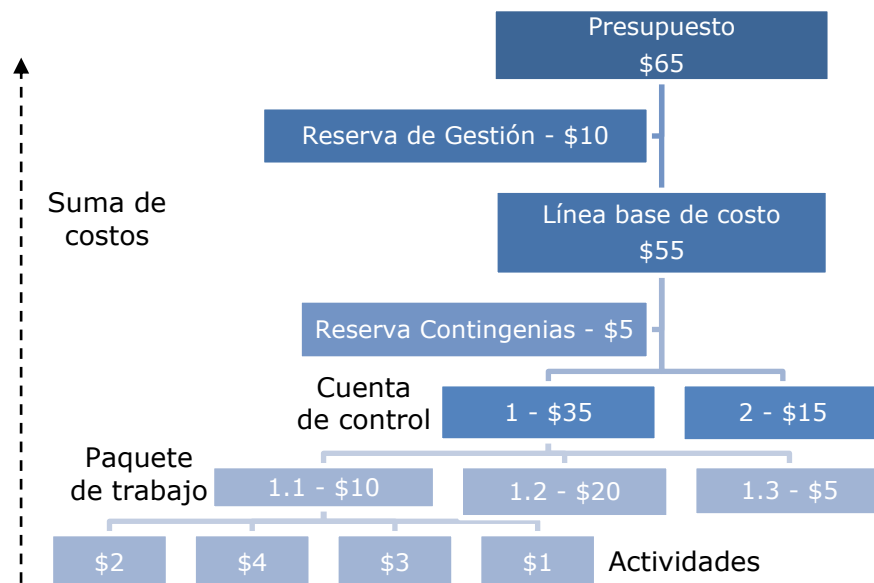 Presupuesto
$65
Reserva de Gestión - $10
Suma de
costos
Línea base de costo
$55
Reserva Contingenias - $5
Cuenta
de control
1 - $35
2 - $15
Paquete
de trabajo
1.1 - $10
1.2 - $20
1.3 - $5
$2
$4
$3
$1
Actividades